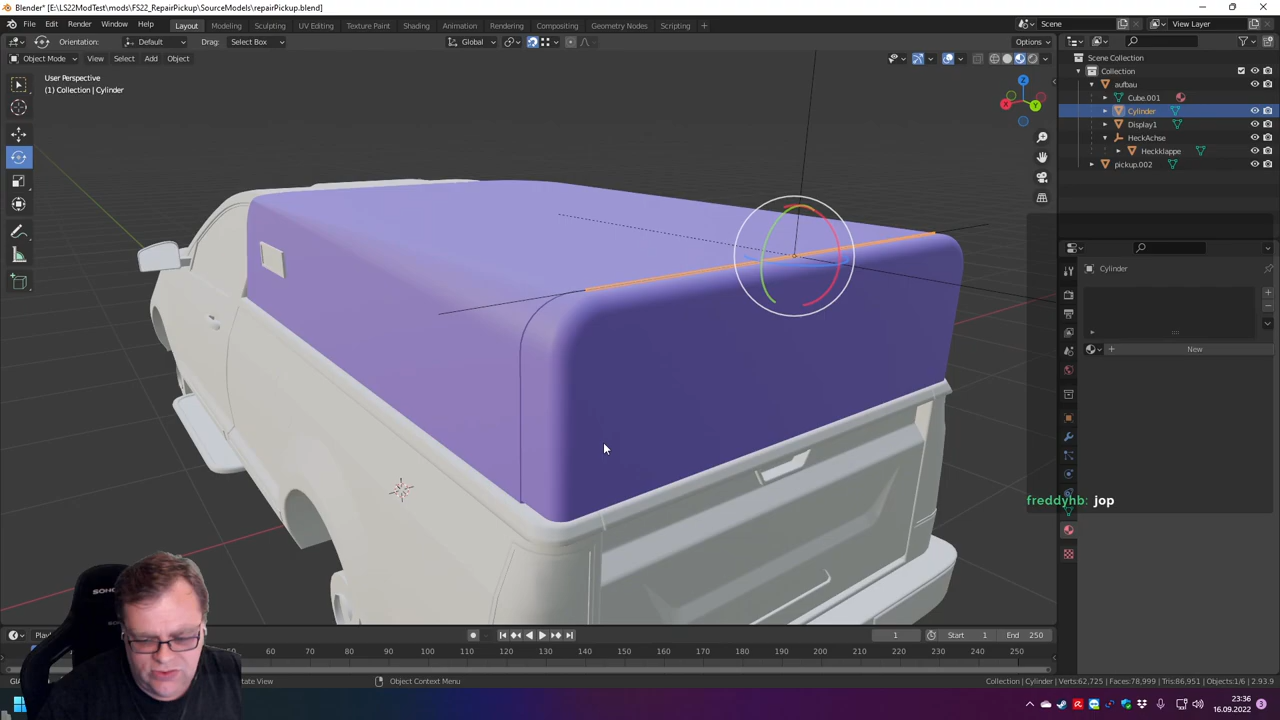 Blender* [E:\LS22ModTest\mods\FS22_RepairPickup\SourceModels\repairPickup.blend]
File Edit Render Window Help Layout Modeling Sculpting UV Editing Texture Paint Shading Animation Rendering Compositing Geometry Nodes Scripting + Scene View Layer
Orientation: Default Drag: Select Box Global Options
Object Mode View Select Add Object
User Perspective
(1) Collection | Cylinder
Scene Collection
Collection
aufbau
Cube.001
Cylinder
Display1
HeckAchse
Heckklappe
pickup.002
Z
X
Y
Cylinder
New
freddyhb: jop
1 Start 1 End 250
60 70 80 90 100 110 120 130 140 150 160 170 180 190 200 210 220 230 240 250
Object Context Menu
Collection | Cylinder | Verts:62,725 | Faces:78,999 | Tris:86,951 | Objects:1/6 | 2.93.9
23:36
16.09.2022